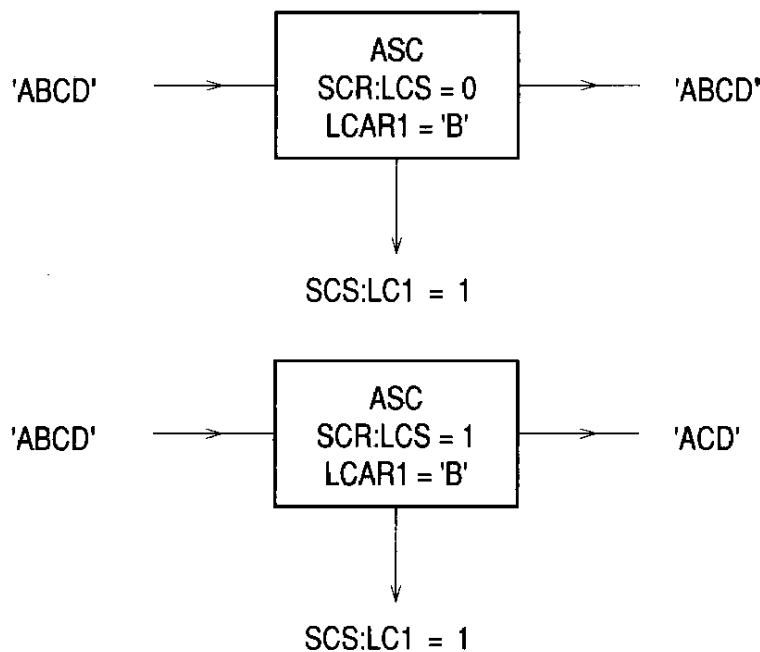 ASC
'ABCD' SCR:LCS = 0 'ABCD'
LCAR1 = 'B'
SCS:LC1 = 1
ASC
'ABCD' SCR:LCS = 1 'ACD'
LCAR1 = 'B'
SCS:LC1 = 1